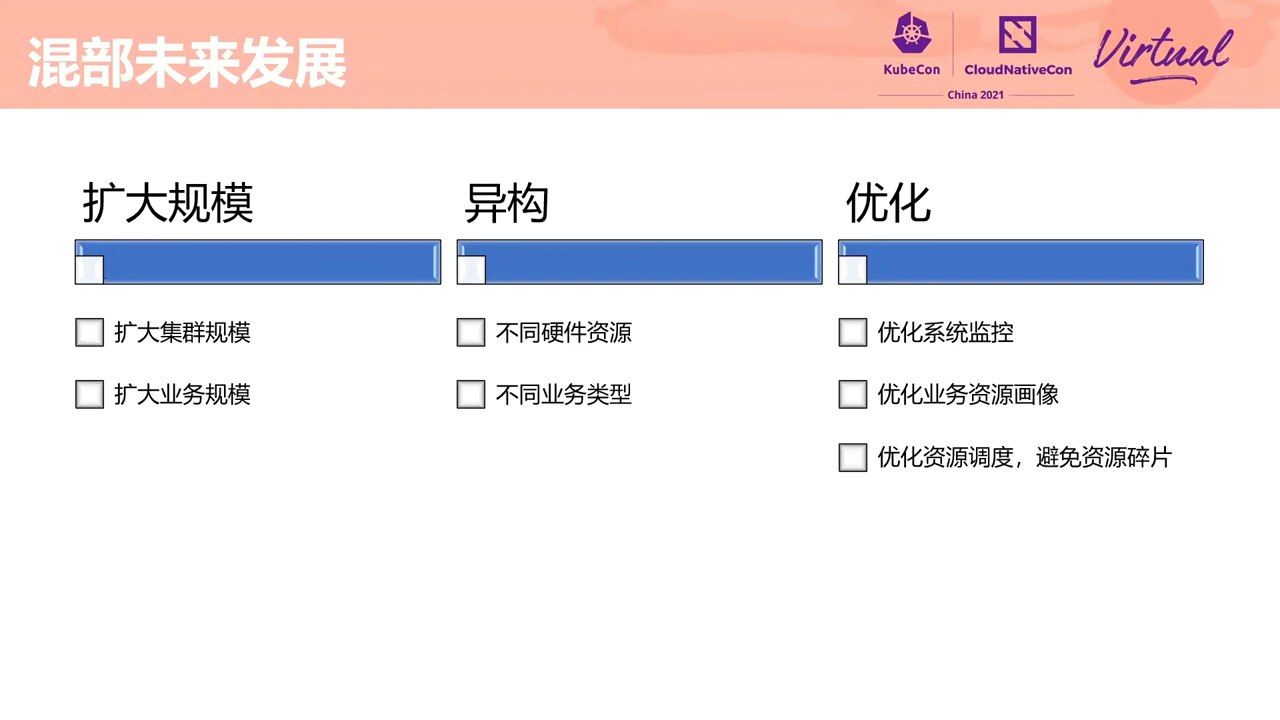 混部未来发展
KubeCon
CloudNativeCon
China 2021
Virtual
扩大规模
扩大集群规模
扩大业务规模
异构
不同硬件资源
不同业务类型
优化
优化系统监控
优化业务资源画像
优化资源调度，避免资源碎片